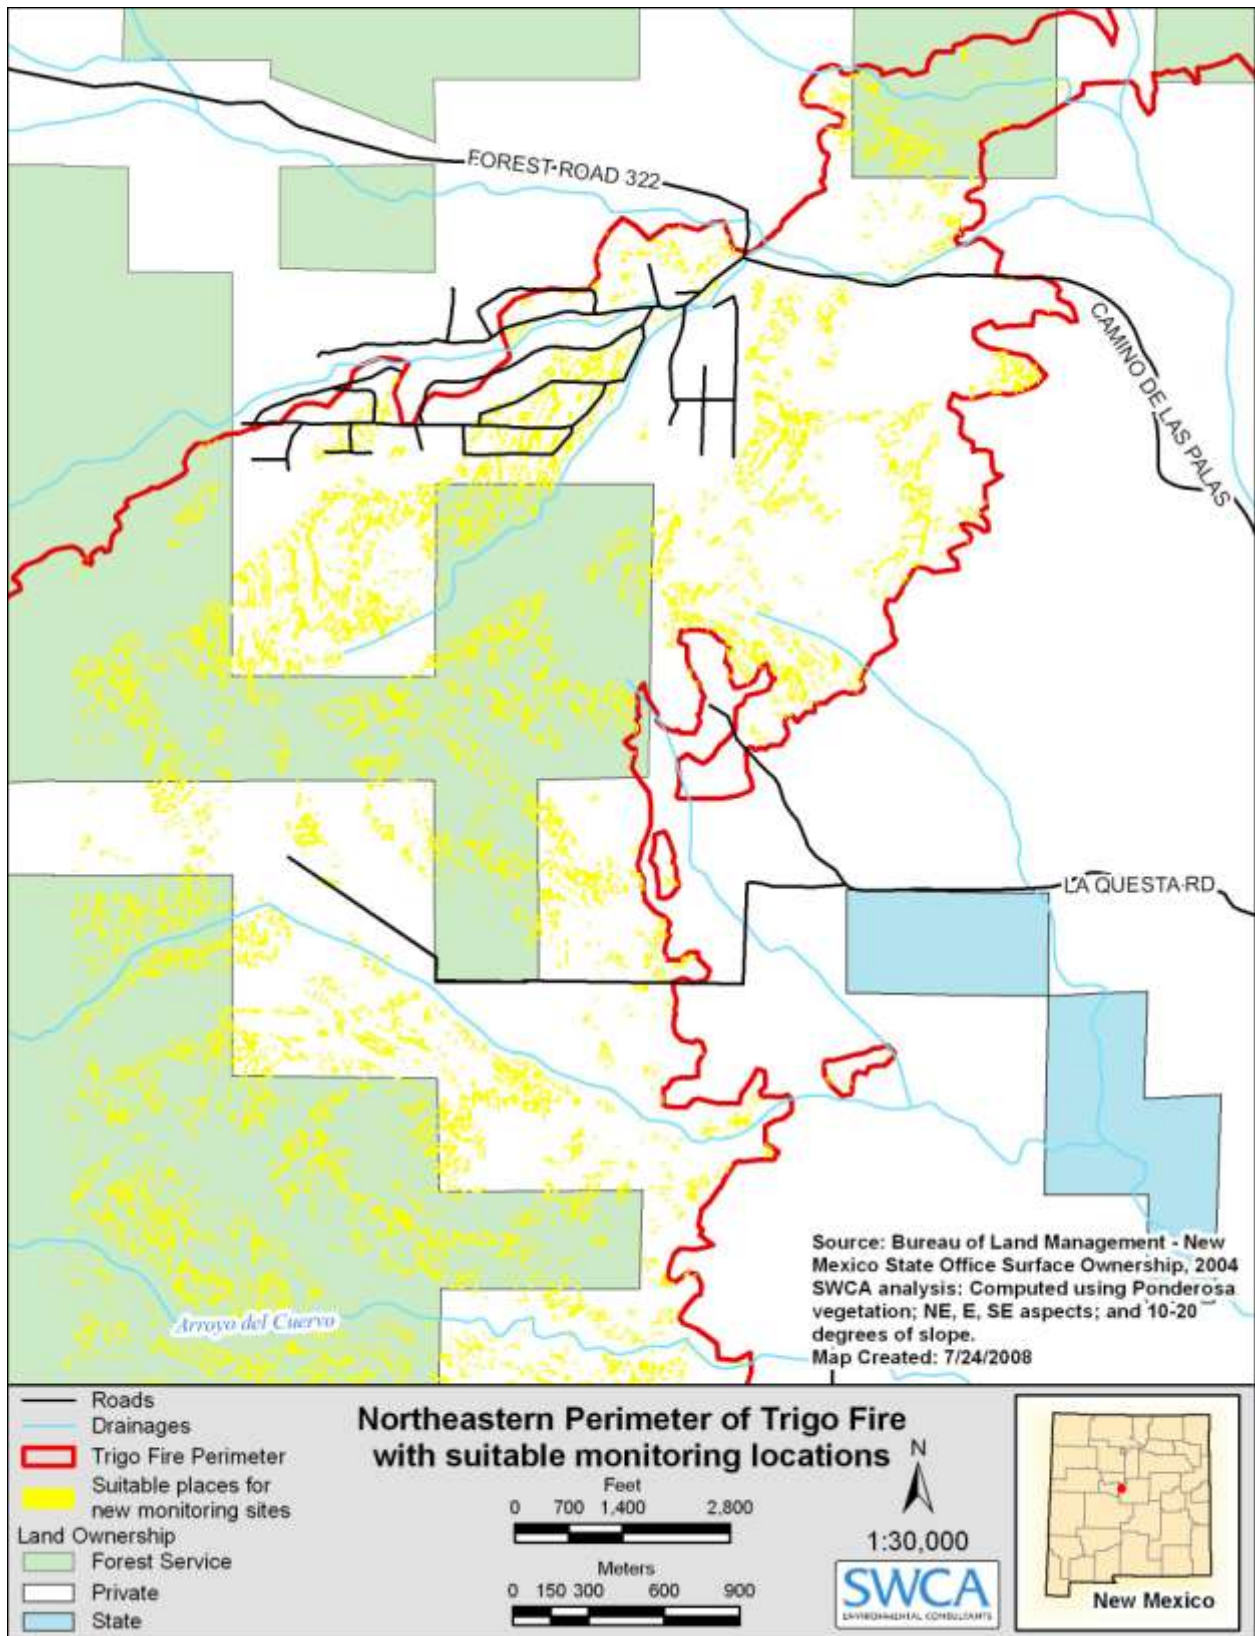 FOREST ROAD 322
CAMINO DE LAS PALAS
LA QUESTA RD
Source: Bureau of Land Management - New
Mexico State Office Surface Ownership, 2004
SWCA analysis: Computed using Ponderosa
vegetation; NE, E, SE aspects; and 10-20
degrees of slope.
Map Created: 7/24/2008
Arroyo del Cuervo
Roads
Drainages
Trigo Fire Perimeter
Suitable places for
new monitoring sites
Land Ownership
Forest Service
Private
State
Northeastern Perimeter of Trigo Fire
with suitable monitoring locations
Feet
0 700 1,400 2,800
Meters
0 150 300 600 900
N
1:30,000
SWCA
ENVIRONMENTAL CONSULTANTS
New Mexico